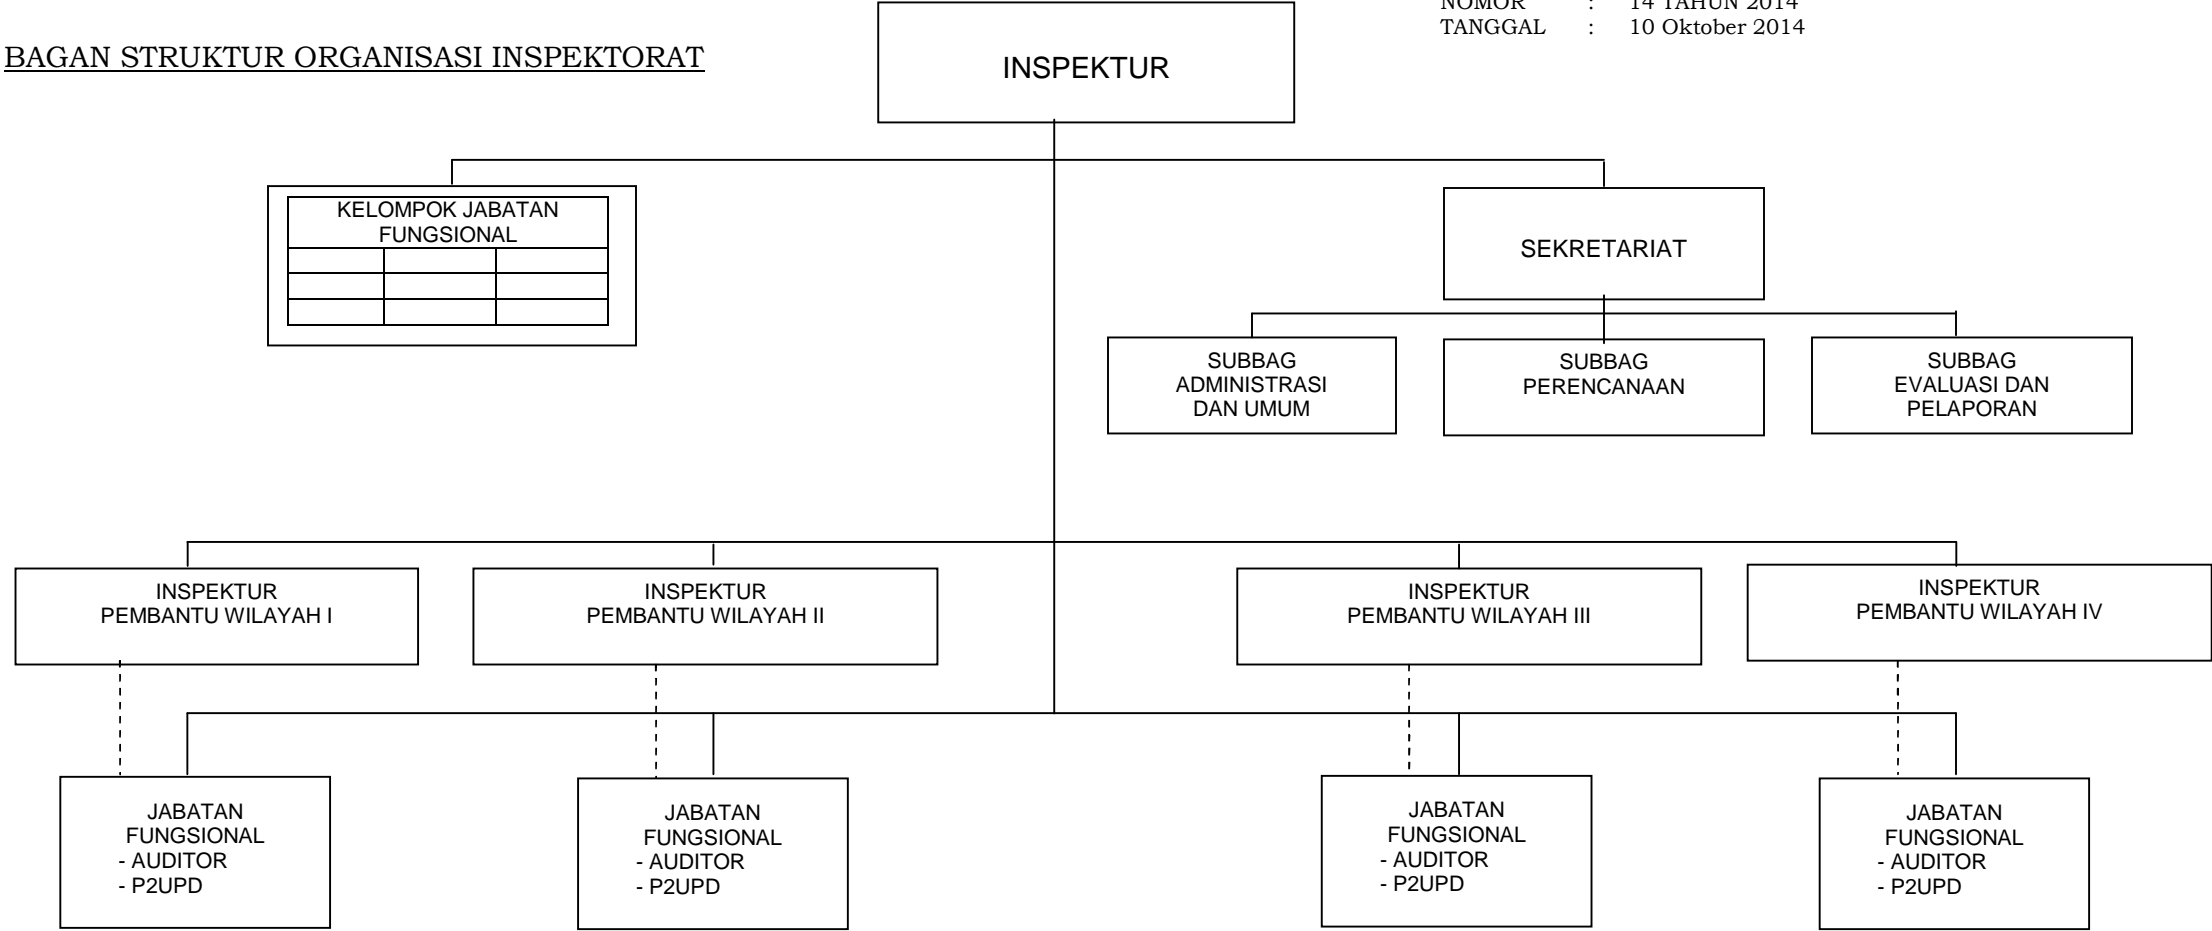 NOMOR : 14 TAHUN 2014
TANGGAL : 10 Oktober 2014
BAGAN STRUKTUR ORGANISASI INSPEKTORAT
INSPEKTUR
KELOMPOK JABATAN
FUNGSIONAL
SEKRETARIAT
SUBBAG
ADMINISTRASI
DAN UMUM
SUBBAG
PERENCANAAN
SUBBAG
EVALUASI DAN
PELAPORAN
INSPEKTUR
PEMBANTU WILAYAH I
INSPEKTUR
PEMBANTU WILAYAH II
INSPEKTUR
PEMBANTU WILAYAH III
INSPEKTUR
PEMBANTU WILAYAH IV
JABATAN
FUNGSIONAL
- AUDITOR
- P2UPD
JABATAN
FUNGSIONAL
- AUDITOR
- P2UPD
JABATAN
FUNGSIONAL
- AUDITOR
- P2UPD
JABATAN
FUNGSIONAL
- AUDITOR
- P2UPD